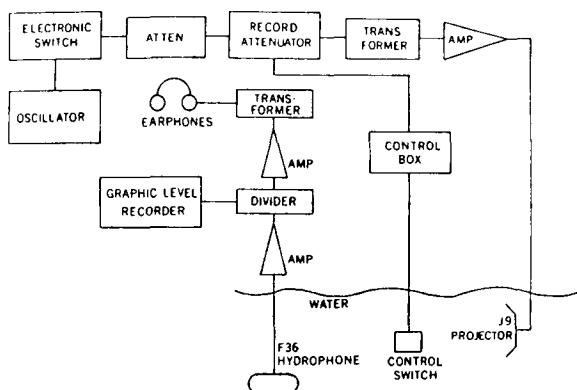 ELECTRONIC
SWITCH
ATTEN
RECORD
ATTENUATOR
TRANS
FORMER
AMP
OSCILLATOR
EARPHONES
TRANS-
FORMER
CONTROL
BOX
AMP
GRAPHIC LEVEL
RECORDER
DIVIDER
AMP
WATER
F36
HYDROPHONE
CONTROL
SWITCH
J9
PROJECTOR